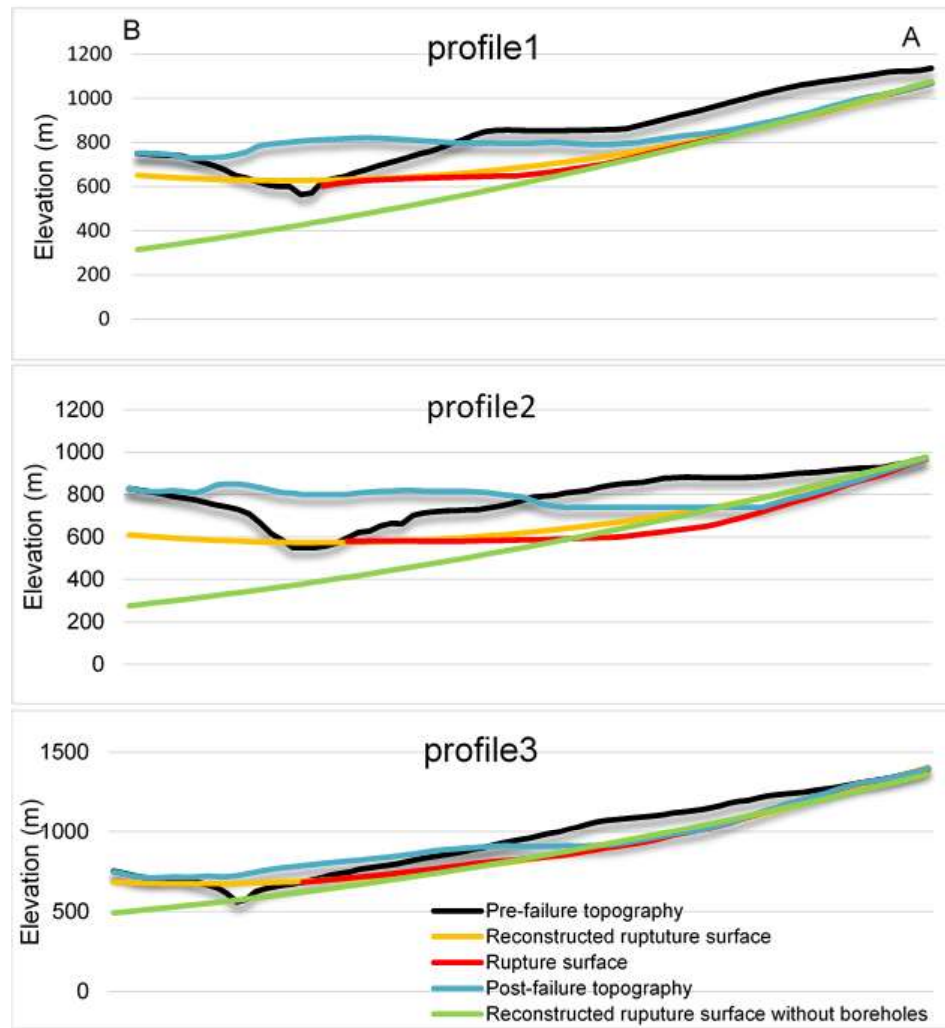 B
profile1
A
1200
1000
800
600
400
200
0
Elevation (m)
profile2
1200
1000
800
600
400
200
0
Elevation (m)
profile3
1500
1000
500
0
Elevation (m)
Pre-failure topography
Reconstructed ruptuture surface
Rupture surface
Post-failure topography
Reconstructed ruputure surface without boreholes